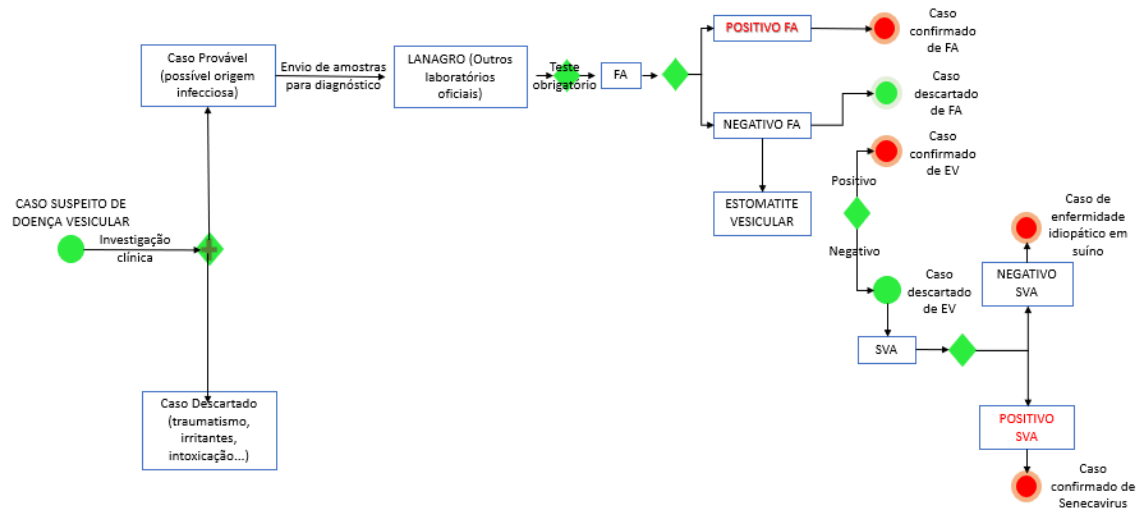 CASO SUSPEITO DE
DOENÇA VESICULAR
Investigação
clínica
Caso Provável
(possível origem
infecciosa)
Envio de amostras
para diagnóstico
LANAGRO (Outros
laboratórios
oficiais)
Teste
obrigatório
FA
POSITIVO FA
Caso
confirmado
de FA
NEGATIVO FA
Caso
descartado
de FA
ESTOMATITE
VESICULAR
Positivo
Caso
confirmado
de EV
Negativo
Caso
descartado
de EV
SVA
NEGATIVO
SVA
Caso de
enfermidade
idiopático em
suíno
POSITIVO
SVA
Caso
confirmado de
Senecavirus
Caso Descartado
(traumatismo,
irritantes,
intoxicação...)